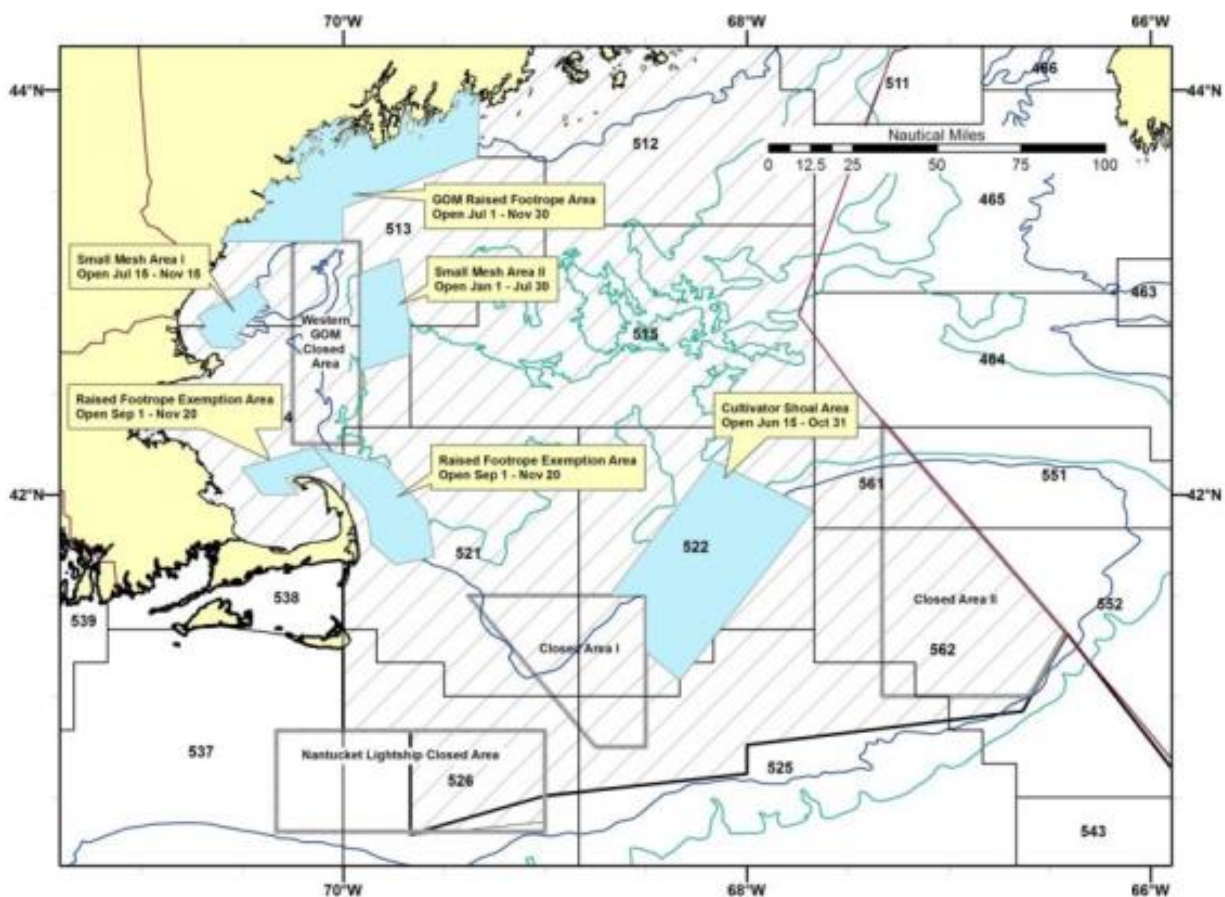 70°W 68°W 66°W
44°N 44°N
466
511
Nautical Miles
0 12.5 25 50 75 100
512
GOM Raised Footrope Area
Open Jul 1 - Nov 30
465
513
Small Mesh Area I
Open Jul 15 - Nov 15
Small Mesh Area II
Open Jan 1 - Jul 30
463
Western
GOM
Closed
Area
515
464
Raised Footrope Exemption Area
Open Sep 1 - Nov 20
4
Cultivator Shoal Area
Open Jun 15 - Oct 31
Raised Footrope Exemption Area
Open Sep 1 - Nov 20
551
561
42°N 42°N
521
522
538
Closed Area II
552
539
Closed Area I
562
537
Nantucket Lightship Closed Area
526
525
543
70°W 68°W 66°W